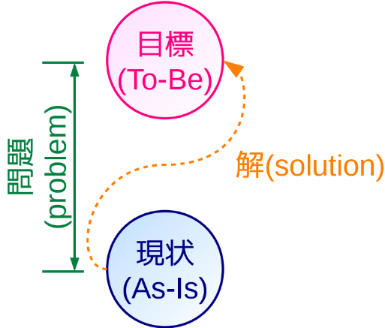 目標
(To-Be)
問題
(problem)
解(solution)
現状
(As-Is)